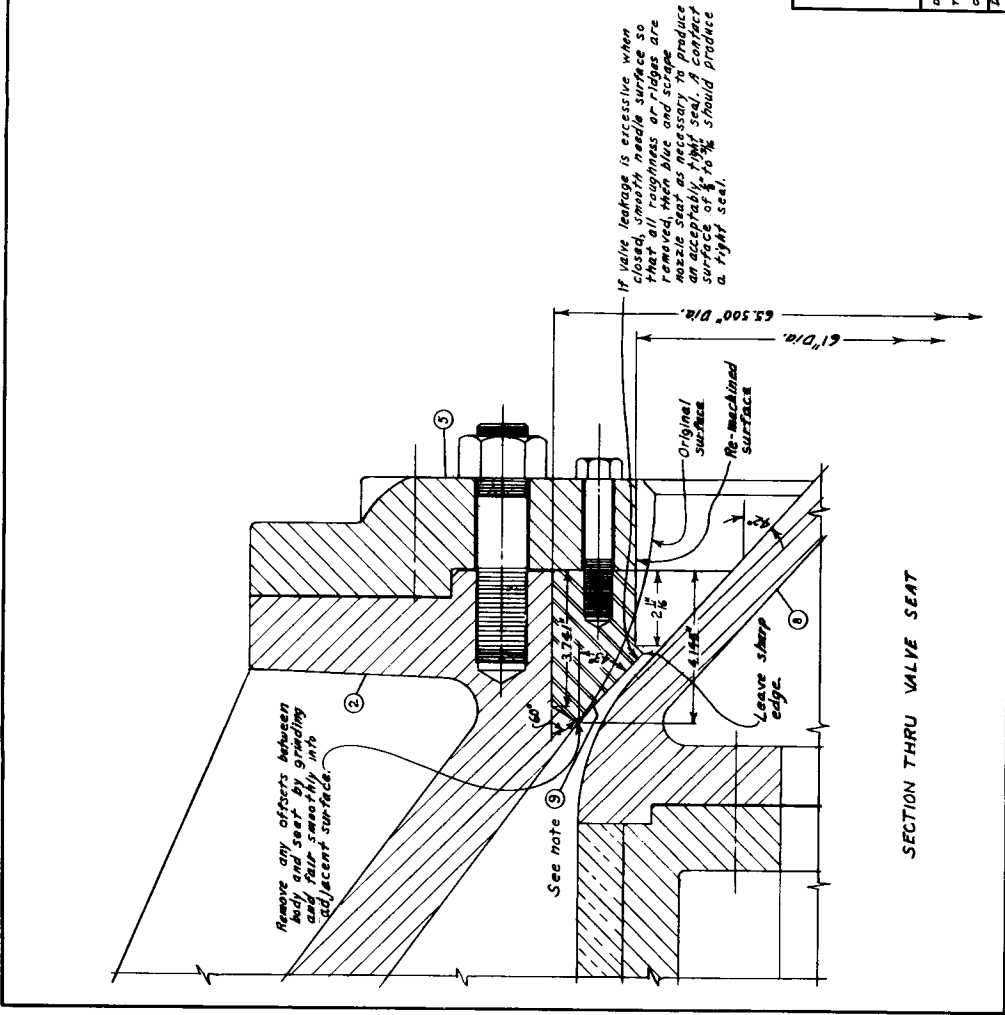 Remove any offsets between
body and seat by grinding
and fair smoothly into
adjacent surface.
2
5
If valve leakage is excessive when
closed, smooth needle surface so
that all roughness or ridges are
removed, then blue and scrape
nozzle seat as necessary to produce
an acceptably tight seal. A contact
surface of to should produce
a tight seal.
65.500" Dia.
61" Dia.
Original
surface
Re-machined
surface
60°
3.741"
43°
2 1/16"
42°
See note 9
Leave sharp
edge.
8
SECTION THRU VALVE SEAT